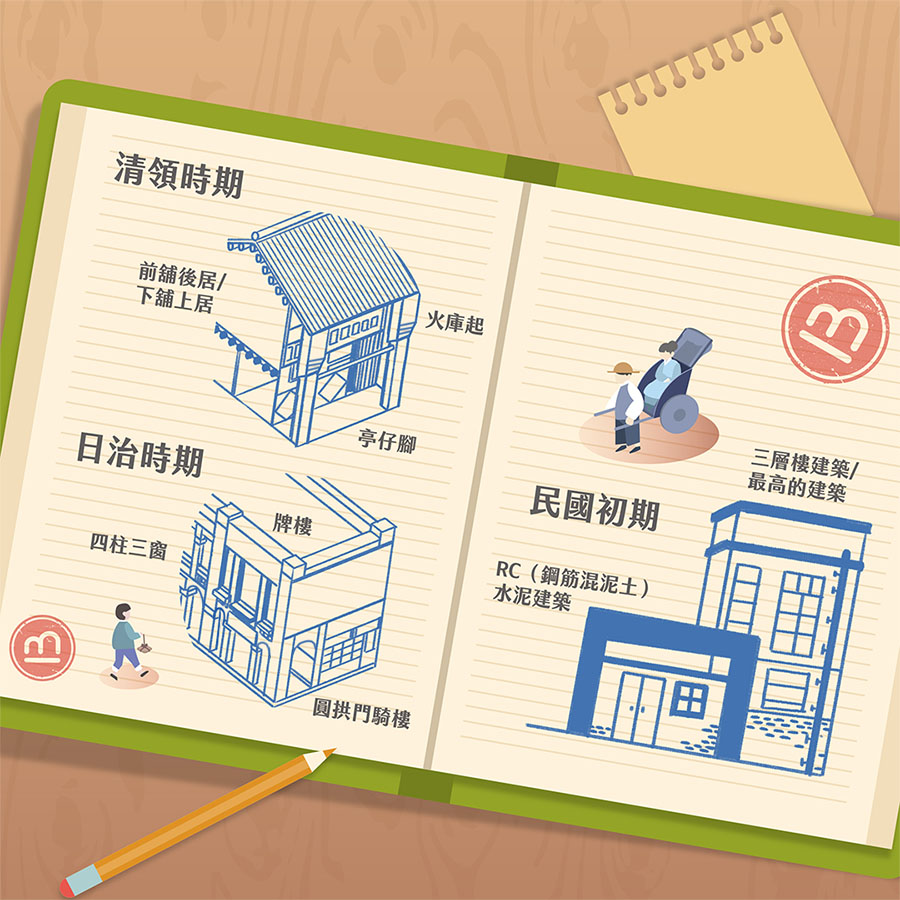 清領時期
前舖後居/
下舖上居
火庫起
亭仔腳
日治時期
牌樓
四柱三窗
圓拱門騎樓
三層樓建築/
最高的建築
民國初期
RC（鋼筋混泥土）
水泥建築